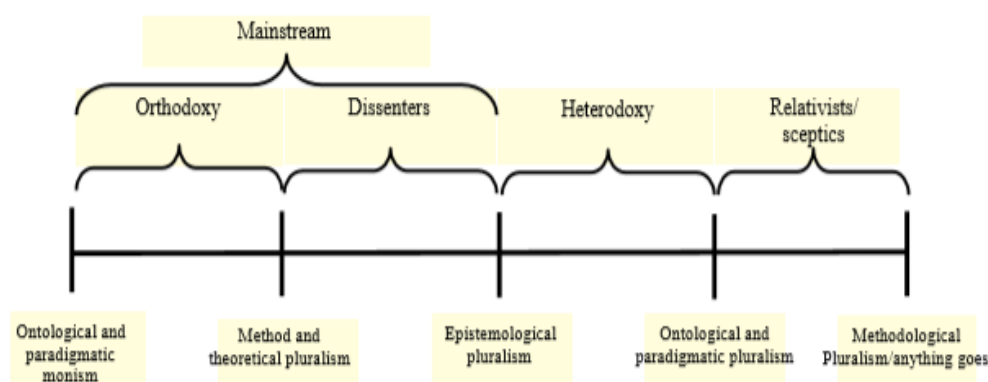 Mainstream
Orthodoxy
Dissenters
Heterodoxy
Relativists/
sceptics
Ontological and
paradigmatic
monism
Method and
theoretical pluralism
Epistemological
pluralism
Ontological and
paradigmatic pluralism
Methodological
Pluralism/anything goes